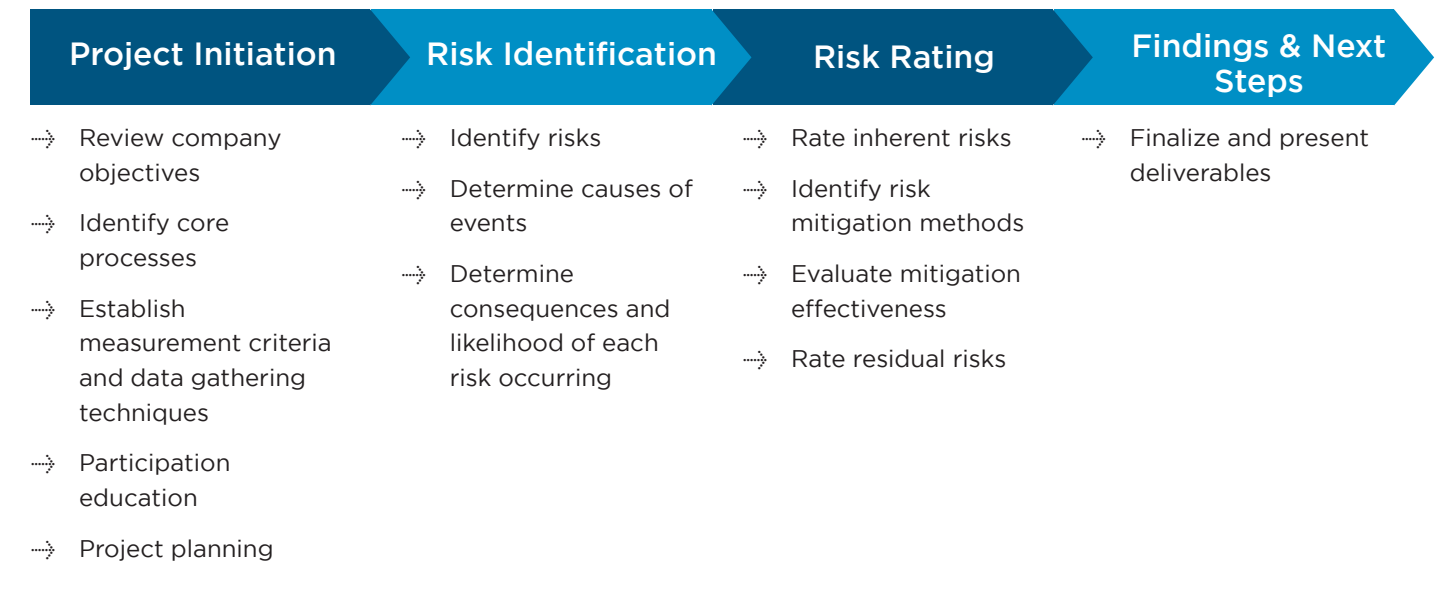 Project Initiation
Review company
objectives
Identify core
processes
Establish
measurement criteria
and data gathering
techniques
Participation
education
Project planning
Risk Identification
Identify risks
Determine causes of
events
Determine
consequences and
likelihood of each
risk occurring
Risk Rating
Rate inherent risks
Identify risk
mitigation methods
Evaluate mitigation
effectiveness
Rate residual risks
Findings & Next
Steps
Finalize and present
deliverables